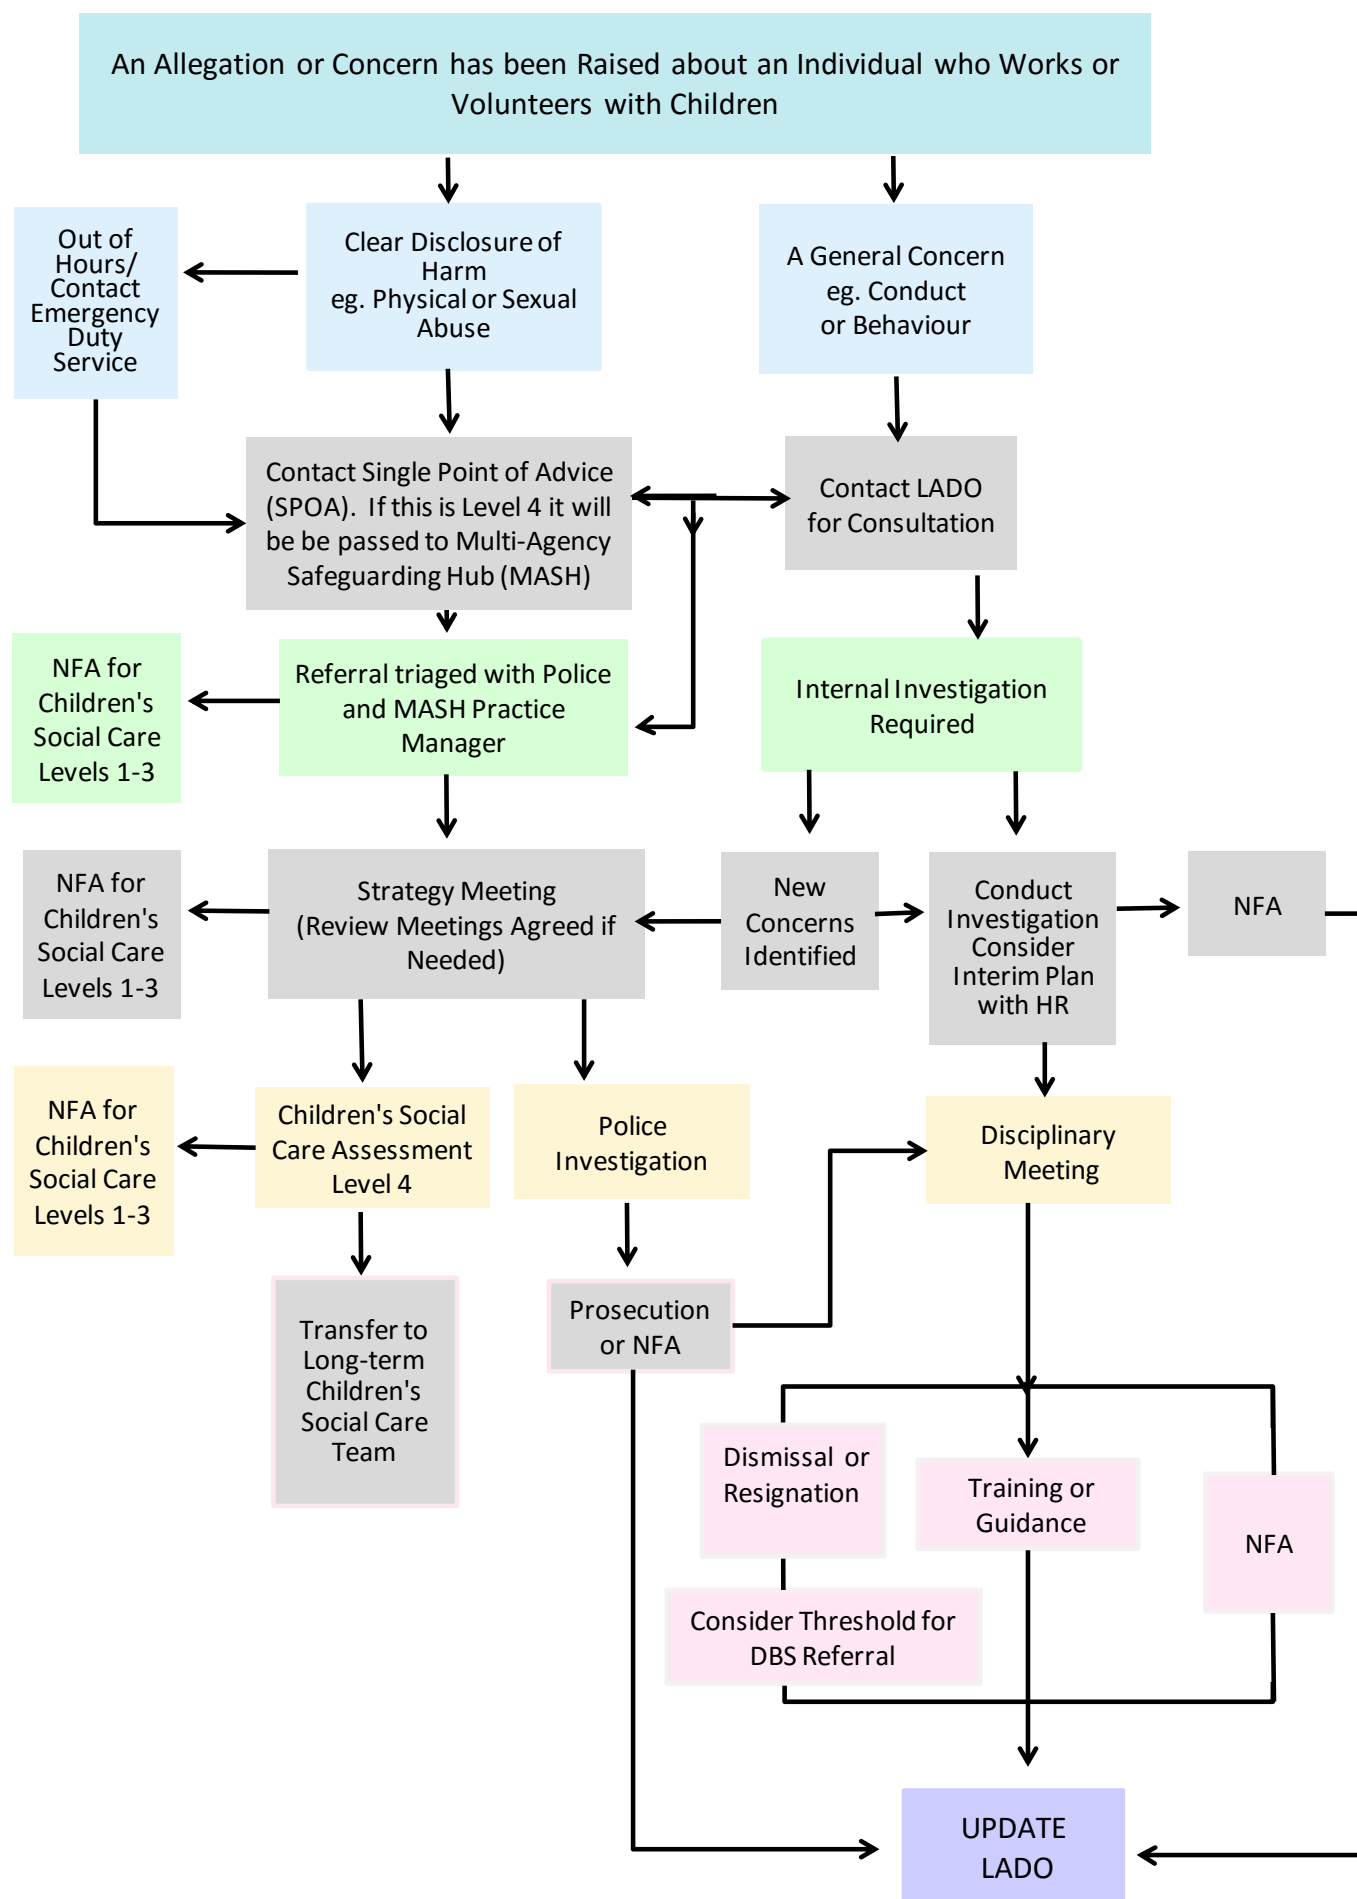 An Allegation or Concern has been Raised about an Individual who Works or
Volunteers with Children
Out of
Hours/
Contact
Emergency
Duty
Service
Clear Disclosure of
Harm
eg. Physical or Sexual
Abuse
A General Concern
eg. Conduct
or Behaviour
Contact Single Point of Advice
(SPOA). If this is Level 4 it will
be be passed to Multi-Agency
Safeguarding Hub (MASH)
Contact LADO
for Consultation
NFA for
Children's
Social Care
Levels 1-3
Referral triaged with Police
and MASH Practice
Manager
Internal Investigation
Required
NFA for
Children's
Social Care
Levels 1-3
Strategy Meeting
(Review Meetings Agreed if
Needed)
New
Concerns
Identified
Conduct
Investigation
Consider
Interim Plan
with HR
NFA
NFA for
Children's
Social Care
Levels 1-3
Children's Social
Care Assessment
Level 4
Police
Investigation
Disciplinary
Meeting
Transfer to
Long-term
Children's
Social Care
Team
Prosecution
or NFA
Dismissal or
Resignation
Training or
Guidance
NFA
Consider Threshold for
DBS Referral
UPDATE
LADO